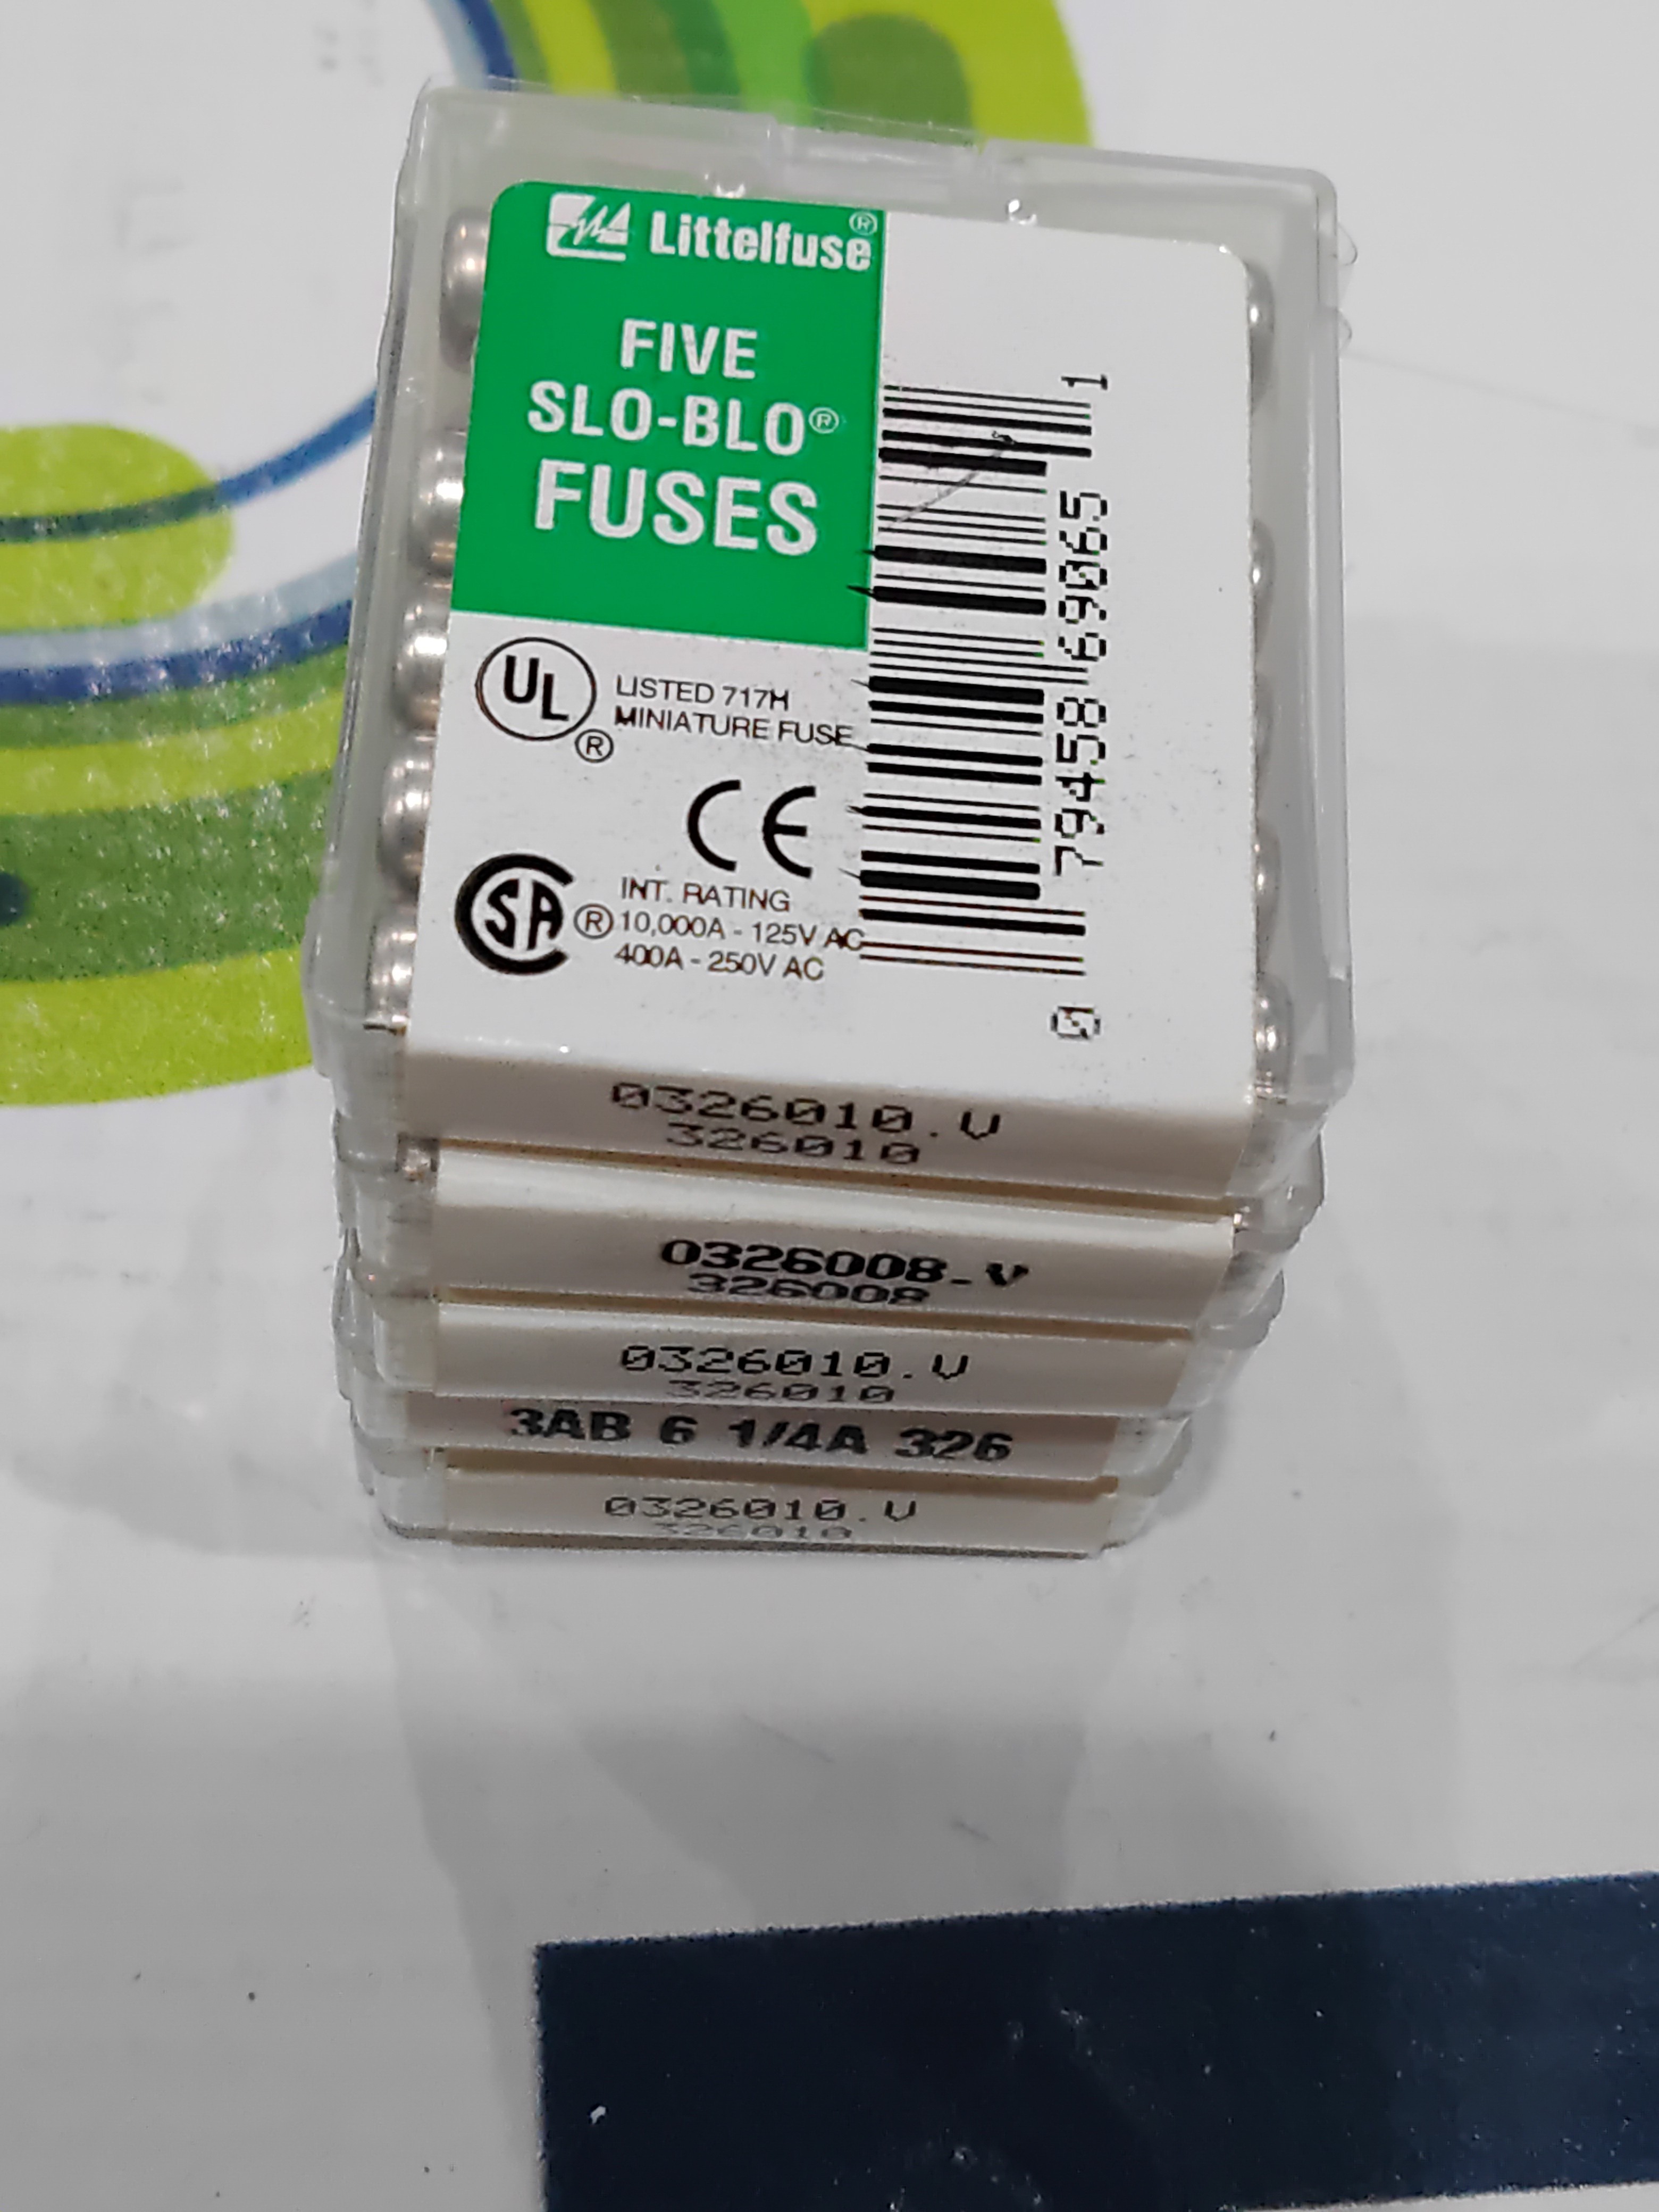 Littelfuse®
FIVE
SLO-BLO®
FUSES
UL®
LISTED 717H
MINIATURE FUSE
CE
SA®
INT. RATING
10,000A - 125V AC
400A - 250V AC
0 79458 69065 1
0326010.V
326010
0326008.V
326008
0326010.V
326010
3AB 6 1/4A 326
0326010.V
326010